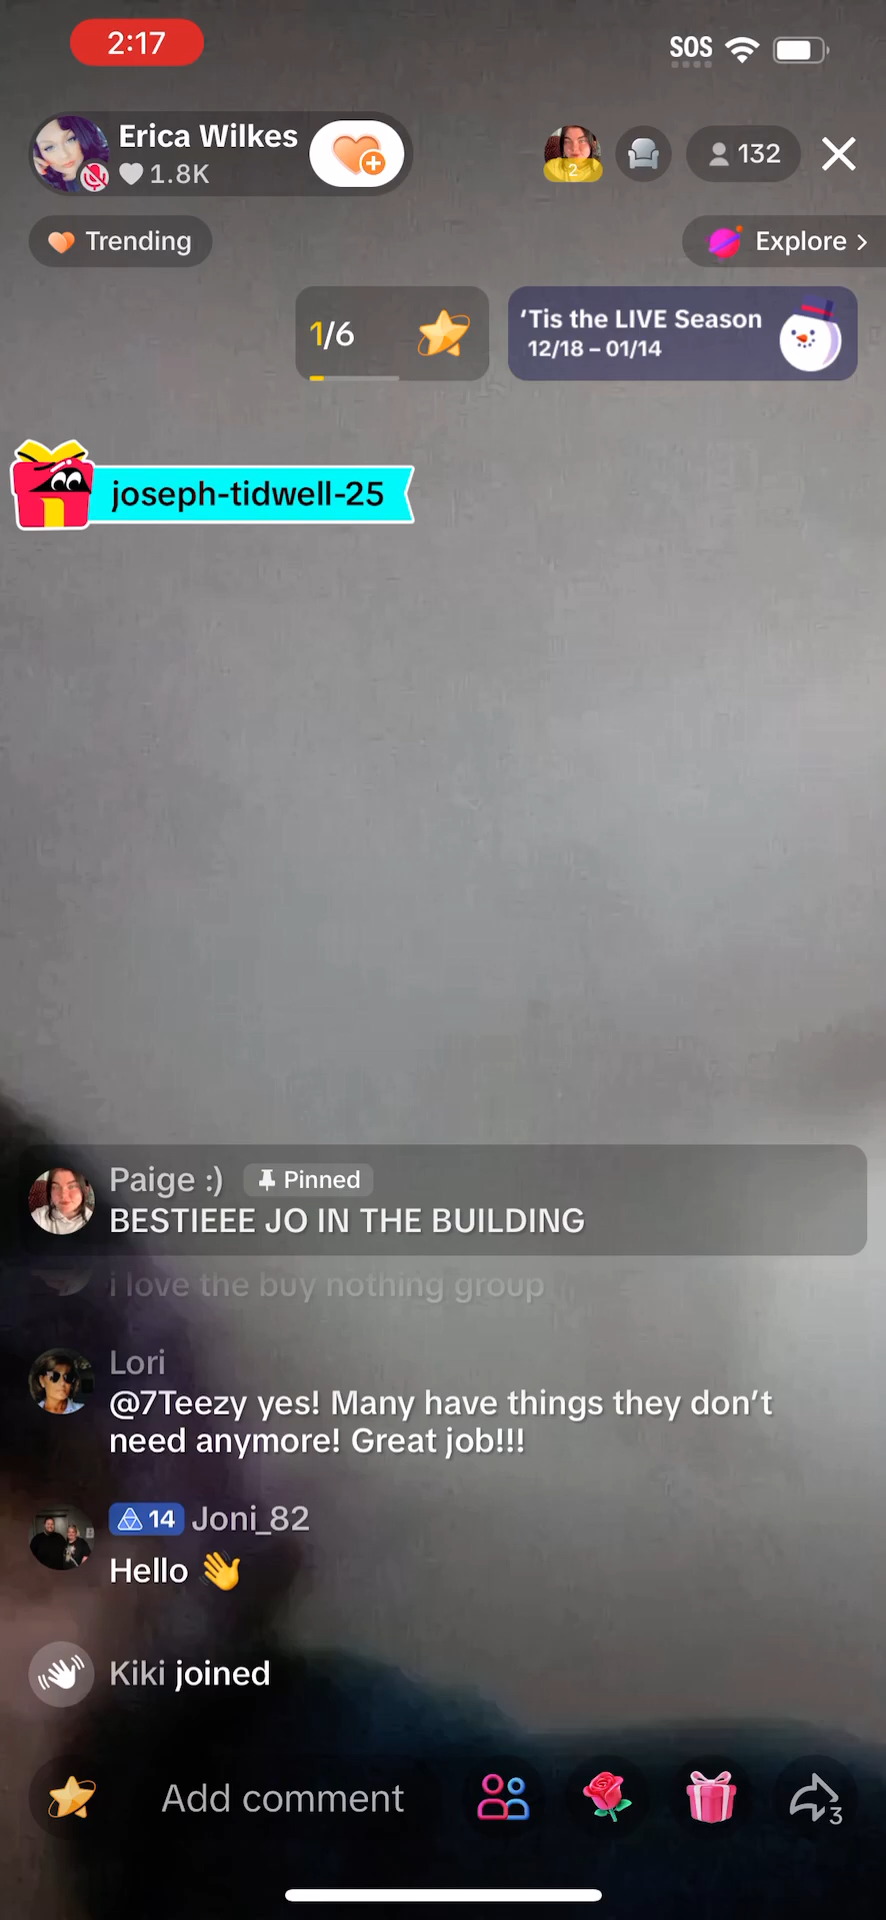 2:17
SOS
Erica Wilkes
1.8K
2
132
Trending
Explore >
1/6
‘Tis the LIVE Season
12/18 – 01/14
joseph-tidwell-25
Paige :) Pinned
BESTIEEE JO IN THE BUILDING
i love the buy nothing group
Lori
@7Teezy yes! Many have things they don’t
need anymore! Great job!!!
14 Joni_82
Hello 👋
Kiki joined
Add comment
3